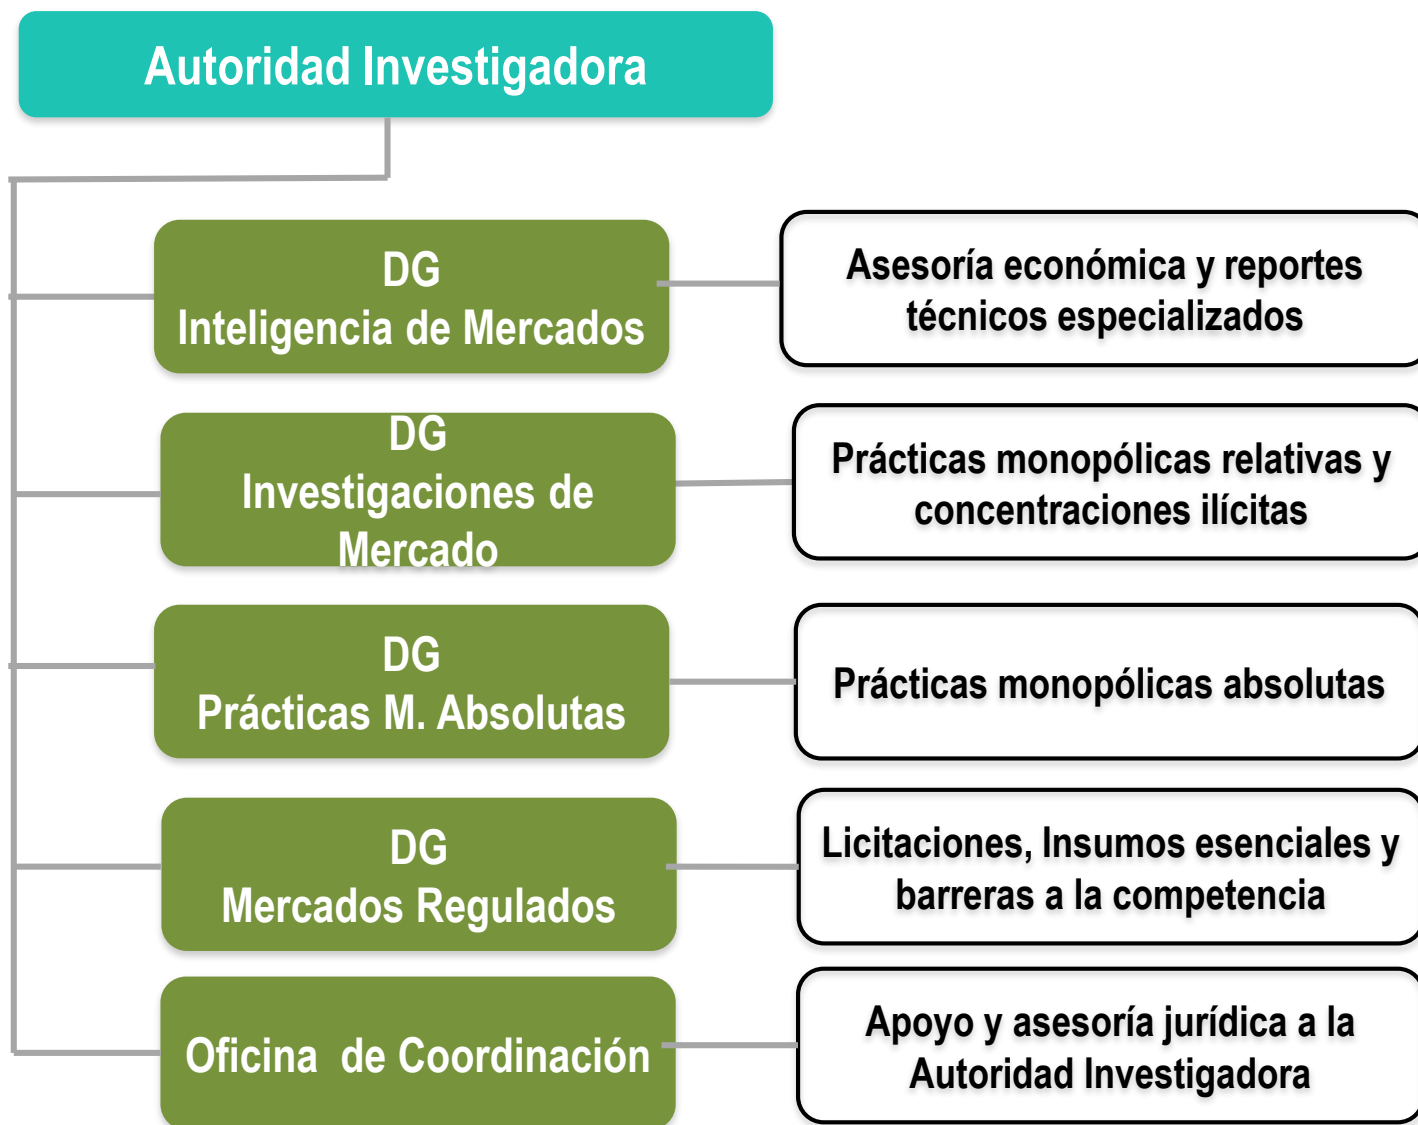 Autoridad Investigadora
DG
Inteligencia de Mercados
Asesoría económica y reportes
técnicos especializados
DG
Investigaciones de
Mercado
Prácticas monopólicas relativas y
concentraciones ilícitas
DG
Prácticas M. Absolutas
Prácticas monopólicas absolutas
DG
Mercados Regulados
Licitaciones, Insumos esenciales y
barreras a la competencia
Oficina de Coordinación
Apoyo y asesoría jurídica a la
Autoridad Investigadora